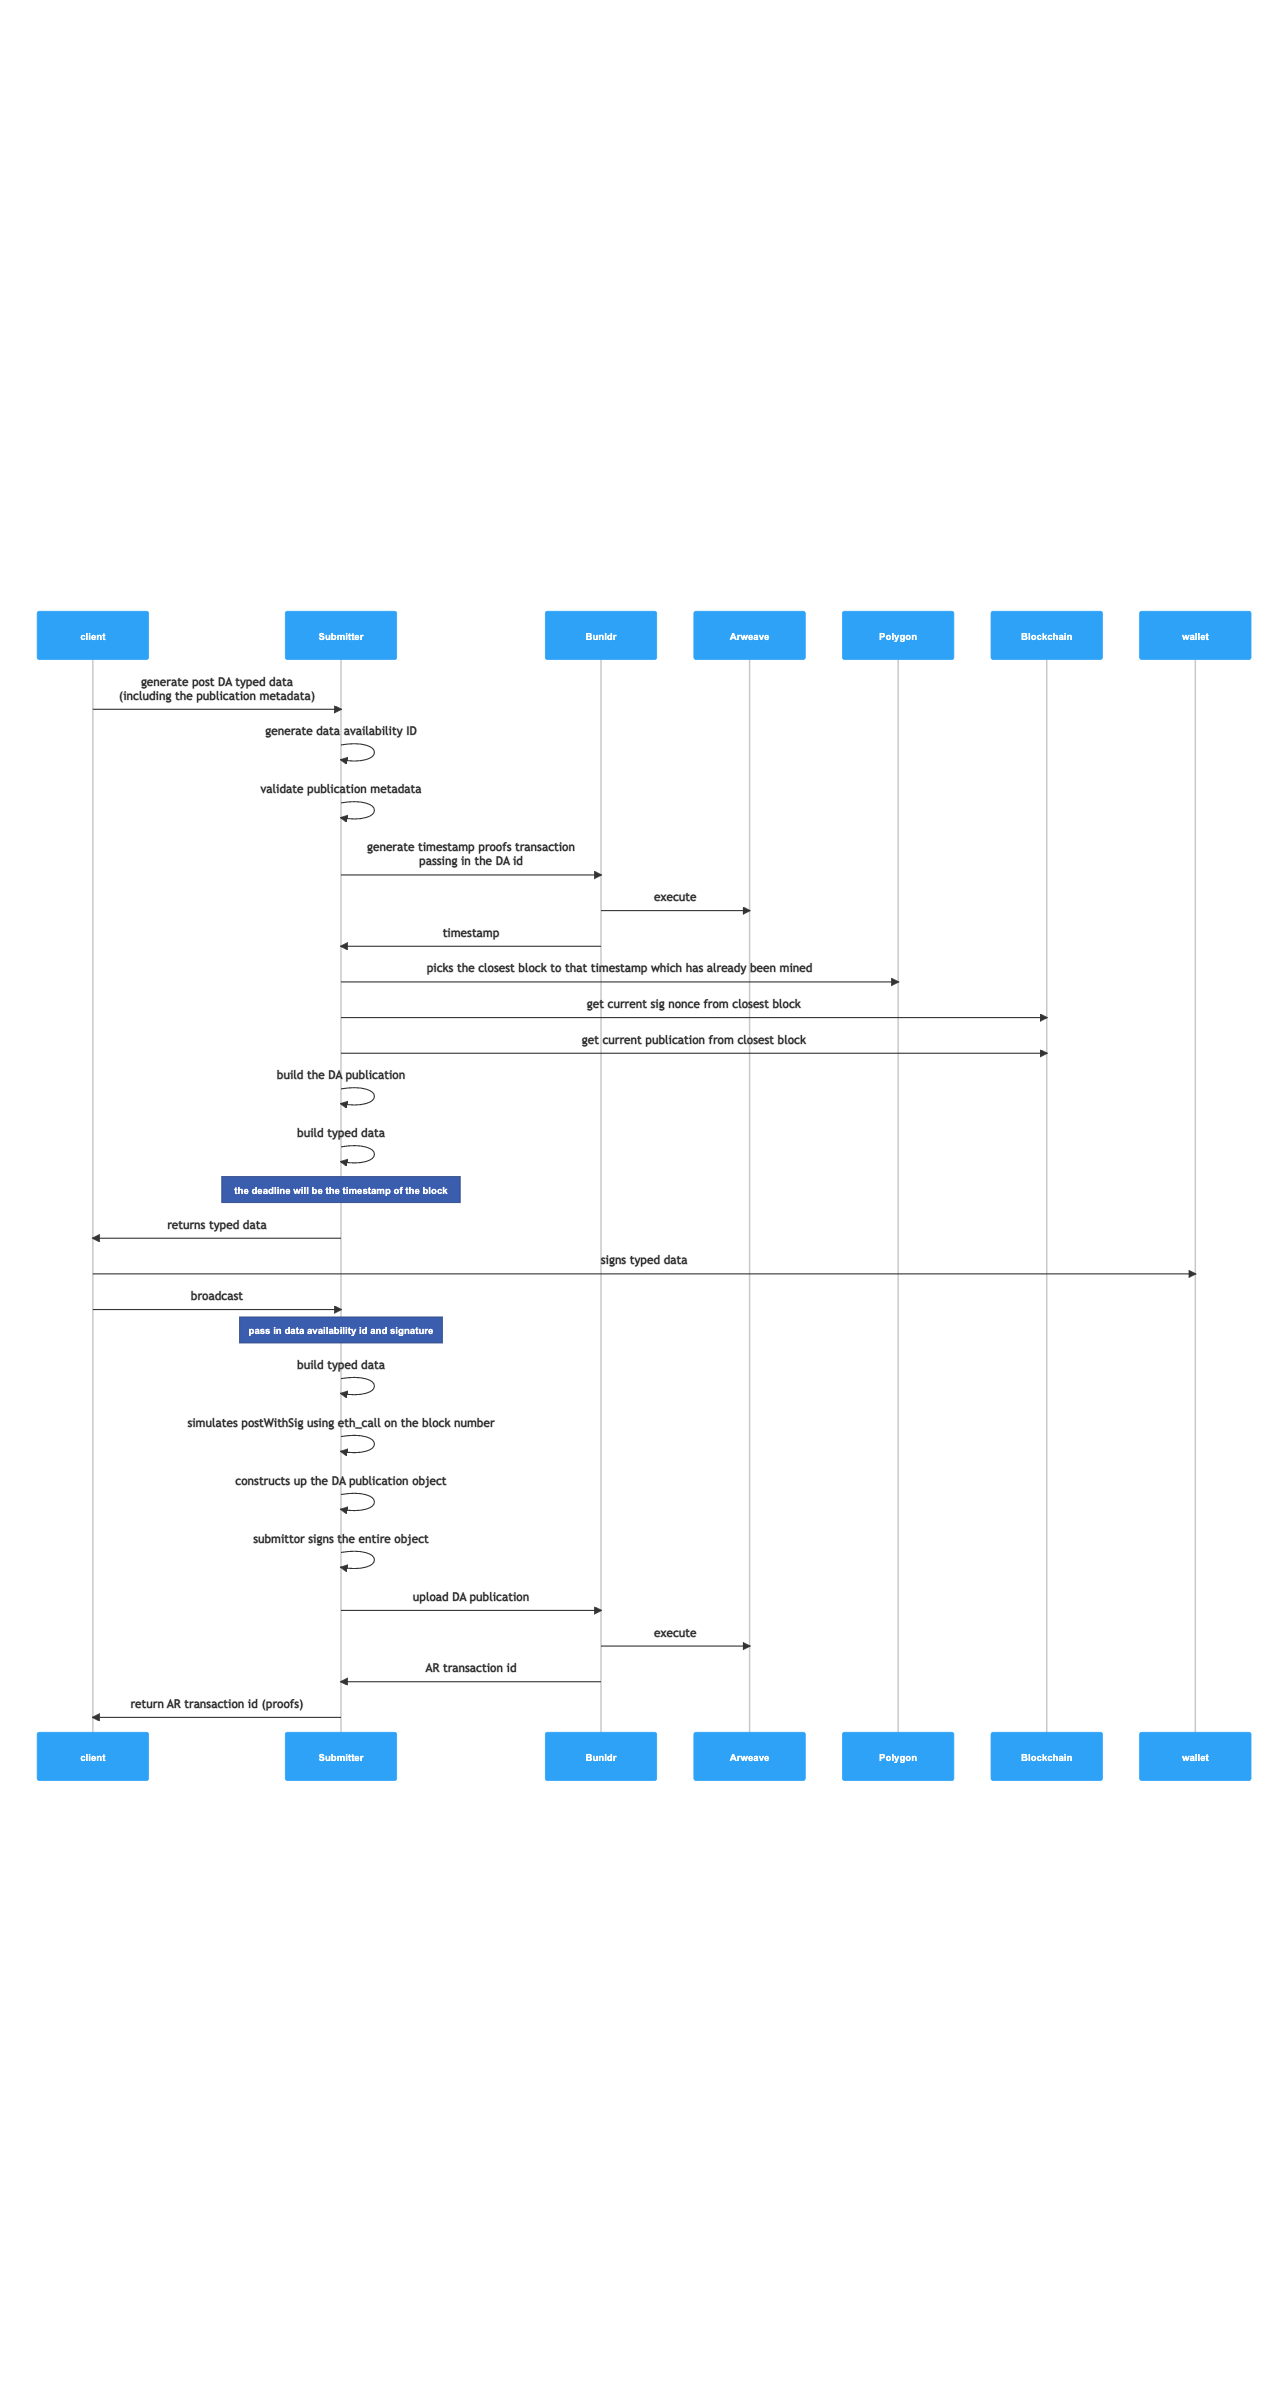 client
Submitter
Bunldr
Arweave
Polygon
Blockchain
wallet
generate post DA typed data
(including the publication metadata)
generate data availability ID
validate publication metadata
generate timestamp proofs transaction
passing in the DA id
execute
timestamp
picks the closest block to that timestamp which has already been mined
get current sig nonce from closest block
get current publication from closest block
build the DA publication
build typed data
the deadline will be the timestamp of the block
returns typed data
signs typed data
broadcast
pass in data availability id and signature
build typed data
simulates postWithSig using eth_call on the block number
constructs up the DA publication object
submittor signs the entire object
upload DA publication
execute
AR transaction id
return AR transaction id (proofs)
client
Submitter
Bunldr
Arweave
Polygon
Blockchain
wallet